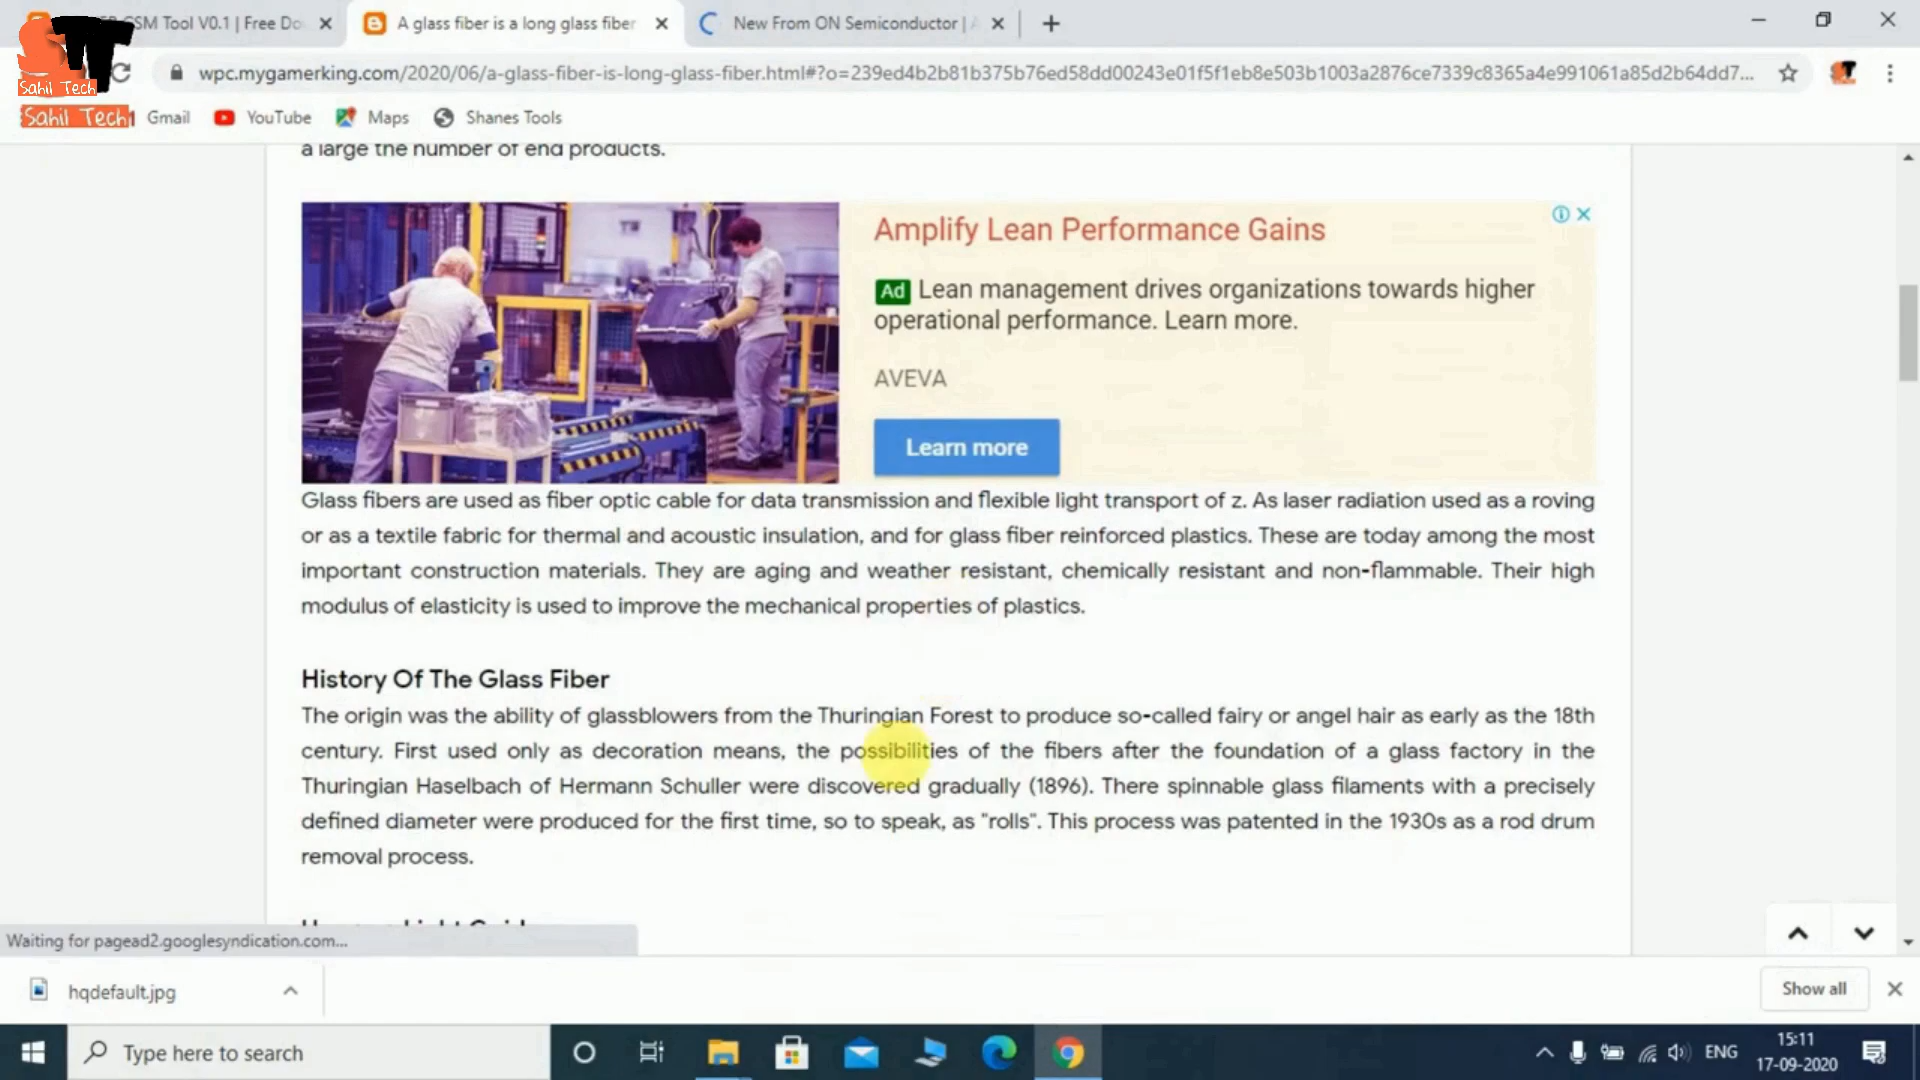 GSM Tool V0.1 | Free Do
A glass fiber is a long glass fiber
New From ON Semiconductor | A
ST
Sahil Tech
Sahil Tech
wpc.mygamerking.com/2020/06/a-glass-fiber-is-long-glass-fiber.html#?o=239ed4b2b81b375b76ed58dd00243e01f5f1eb8e503b1003a2876ce7339c8365a4e991061a85d2b64dd7...
Gmail
YouTube
Maps
Shanes Tools
a large the number of end products.
Amplify Lean Performance Gains
Ad Lean management drives organizations towards higher
operational performance. Learn more.
AVEVA
Learn more
Glass fibers are used as fiber optic cable for data transmission and flexible light transport of z. As laser radiation used as a roving
or as a textile fabric for thermal and acoustic insulation, and for glass fiber reinforced plastics. These are today among the most
important construction materials. They are aging and weather resistant, chemically resistant and non-flammable. Their high
modulus of elasticity is used to improve the mechanical properties of plastics.
History Of The Glass Fiber
The origin was the ability of glassblowers from the Thuringian Forest to produce so-called fairy or angel hair as early as the 18th
century. First used only as decoration means, the possibilities of the fibers after the foundation of a glass factory in the
Thuringian Haselbach of Hermann Schuller were discovered gradually (1896). There spinnable glass filaments with a precisely
defined diameter were produced for the first time, so to speak, as "rolls". This process was patented in the 1930s as a rod drum
removal process.
Waiting for pagead2.googlesyndication.com...
hqdefault.jpg
Show all
Type here to search
ENG
15:11
17-09-2020